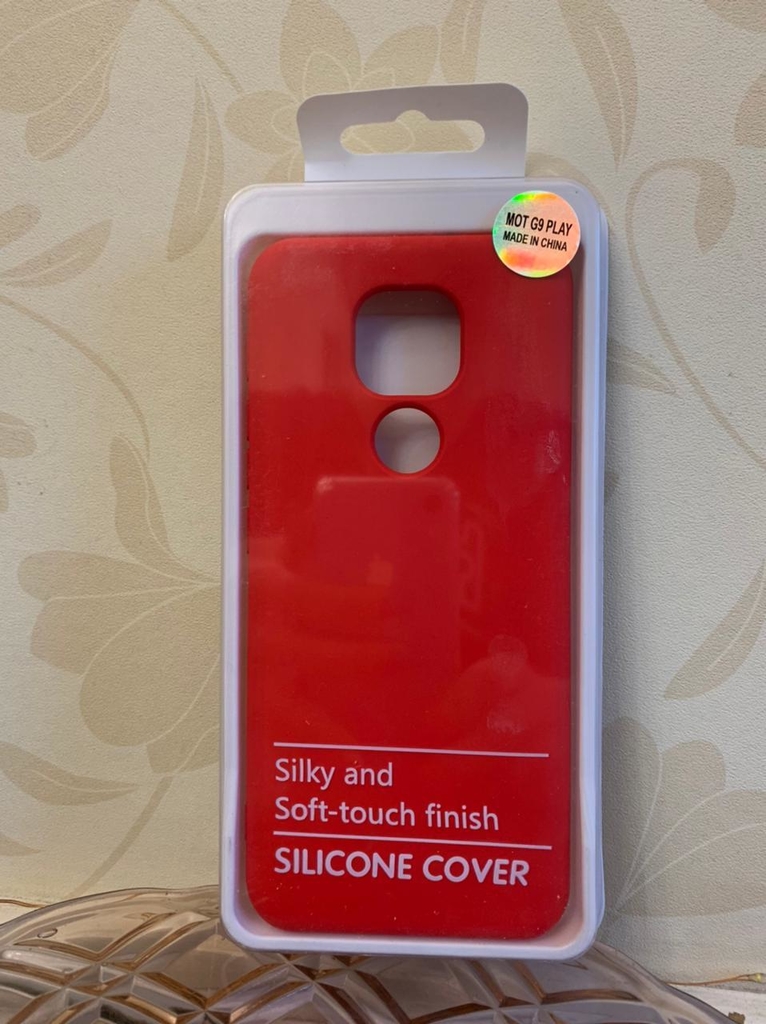 MOT G9 PLAY
MADE IN CHINA
Silky and
Soft-touch finish
SILICONE COVER